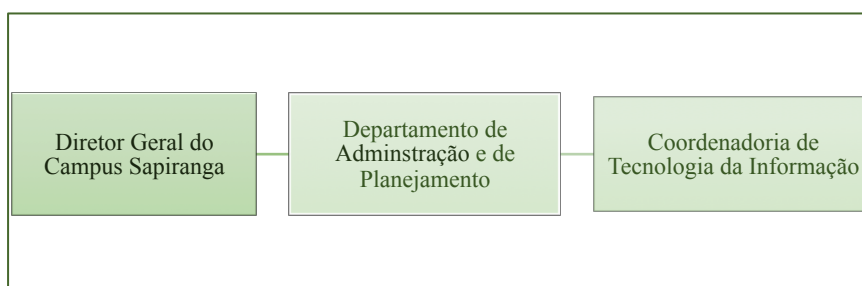 Diretor Geral do
Campus Sapiranga
Departamento de
Adminstração e de
Planejamento
Coordenadoria de
Tecnologia da Informação